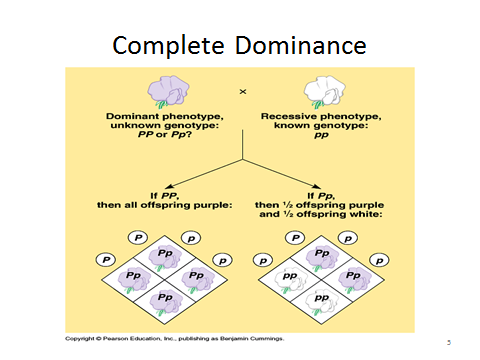 Complete Dominance
×
Dominant phenotype,
unknown genotype:
PP or Pp?
Recessive phenotype,
known genotype:
pp
If PP,
then all offspring purple:
If Pp,
then ½ offspring purple
and ½ offspring white:
P
p
P
p
Pp
Pp
Pp
Pp
P
p
p
p
Pp
pp
Pp
pp
Copyright © Pearson Education, Inc., publishing as Benjamin Cummings.
5